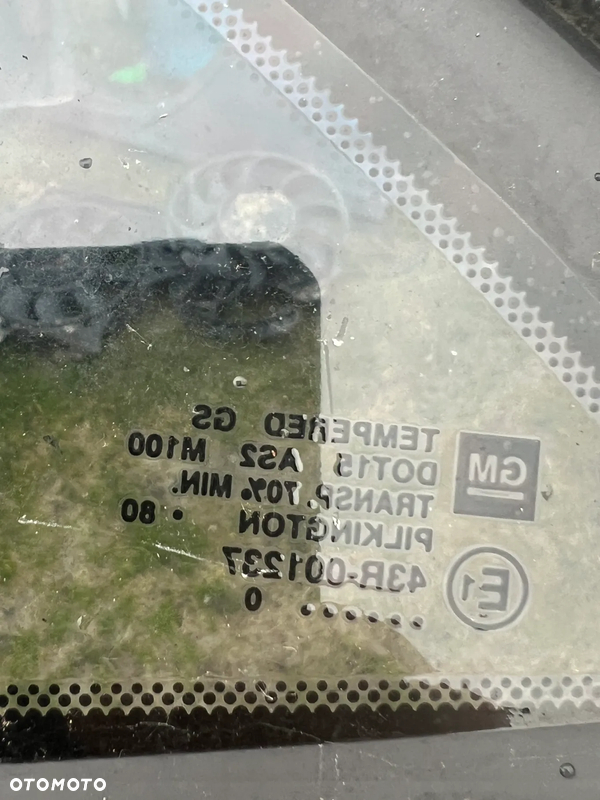 GM
TEMPERED GS
DOT15 AS2 M100
TRANSP. 70% MIN.
PILKINGTON • 80
E1
43R-001237
•••••• 0
OTOMOTO